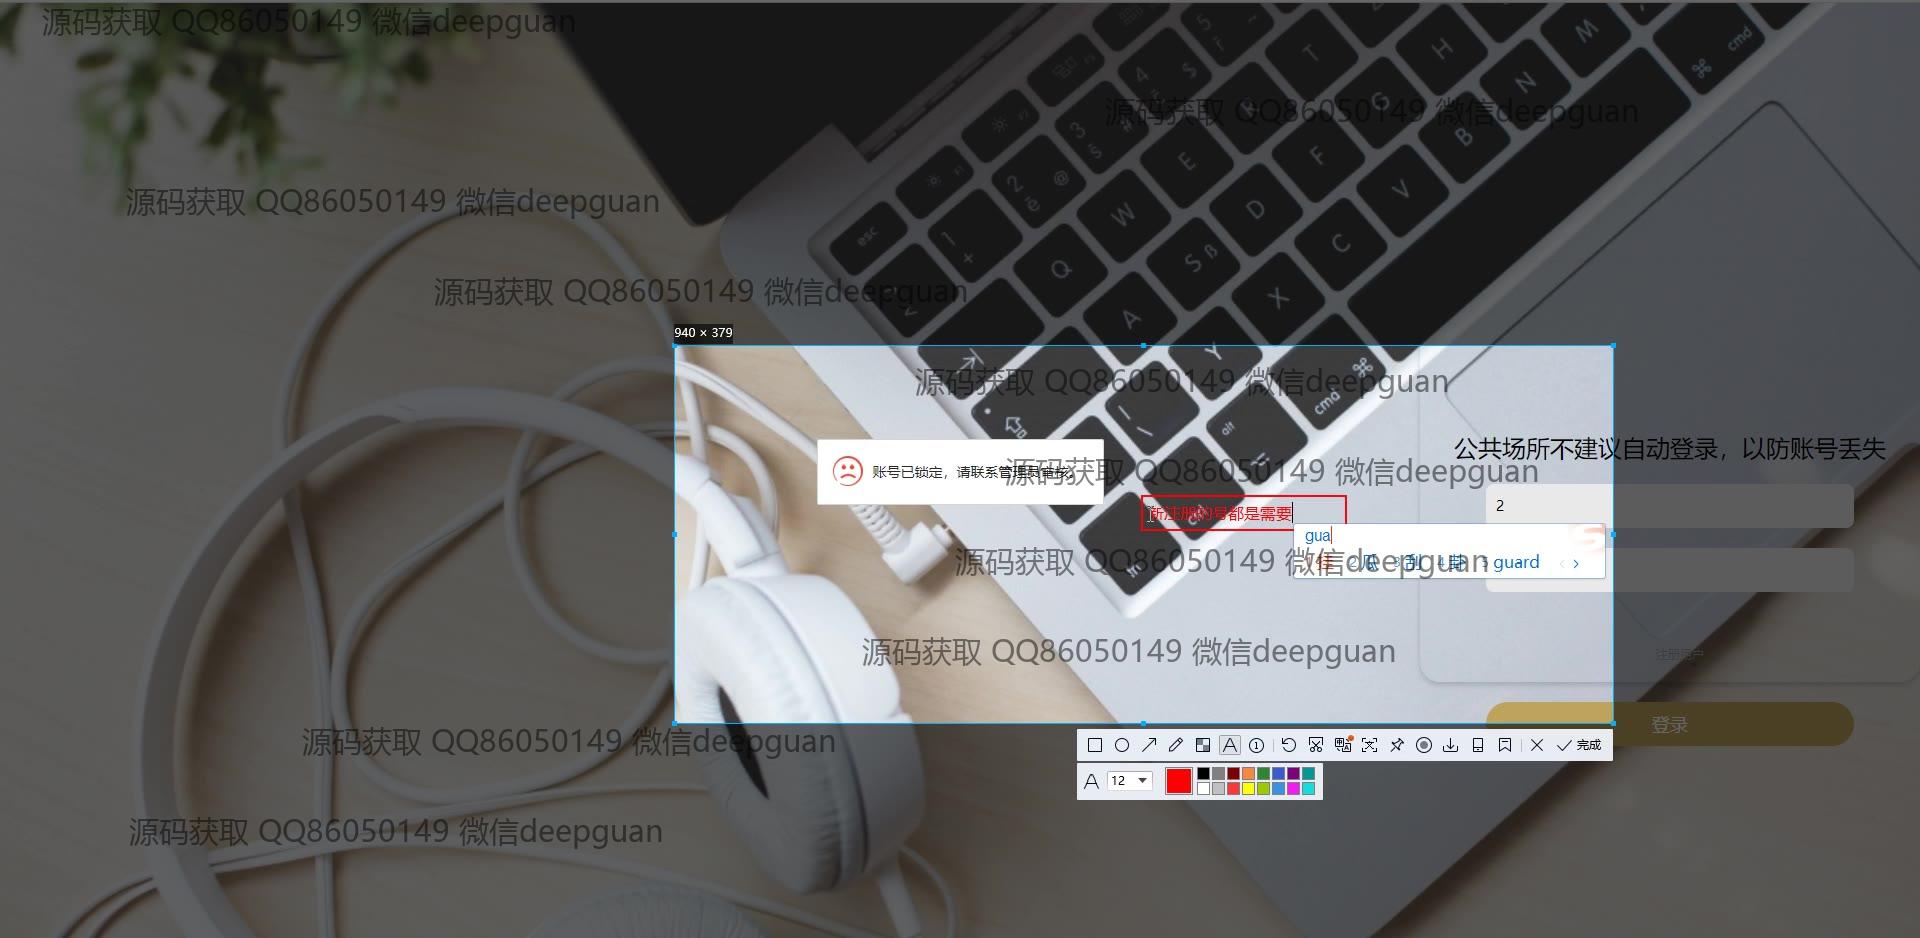 源码获取 QQ86050149 微信deepguan
源码获取 QQ86050149 微信deepguan
源码获取 QQ86050149 微信deepguan
源码获取 QQ86050149 微信deepguan
940 × 379
源码获取 QQ86050149 微信deepguan
公共场所不建议自动登录，以防账号丢失
账号已锁定，请联系管理员审核。
源码获取 QQ86050149 微信deepguan
2
新注册的号都是需要
gua
源码获取 QQ86050149 微信deepguan
guard
源码获取 QQ86050149 微信deepguan
注册用户
登录
源码获取 QQ86050149 微信deepguan
完成
A 12
源码获取 QQ86050149 微信deepguan
esc
1
2
3
4
5
Q
W
E
T
A
S
D
F
G
H
Y
X
C
V
B
N
M
alt
cmd
cmd